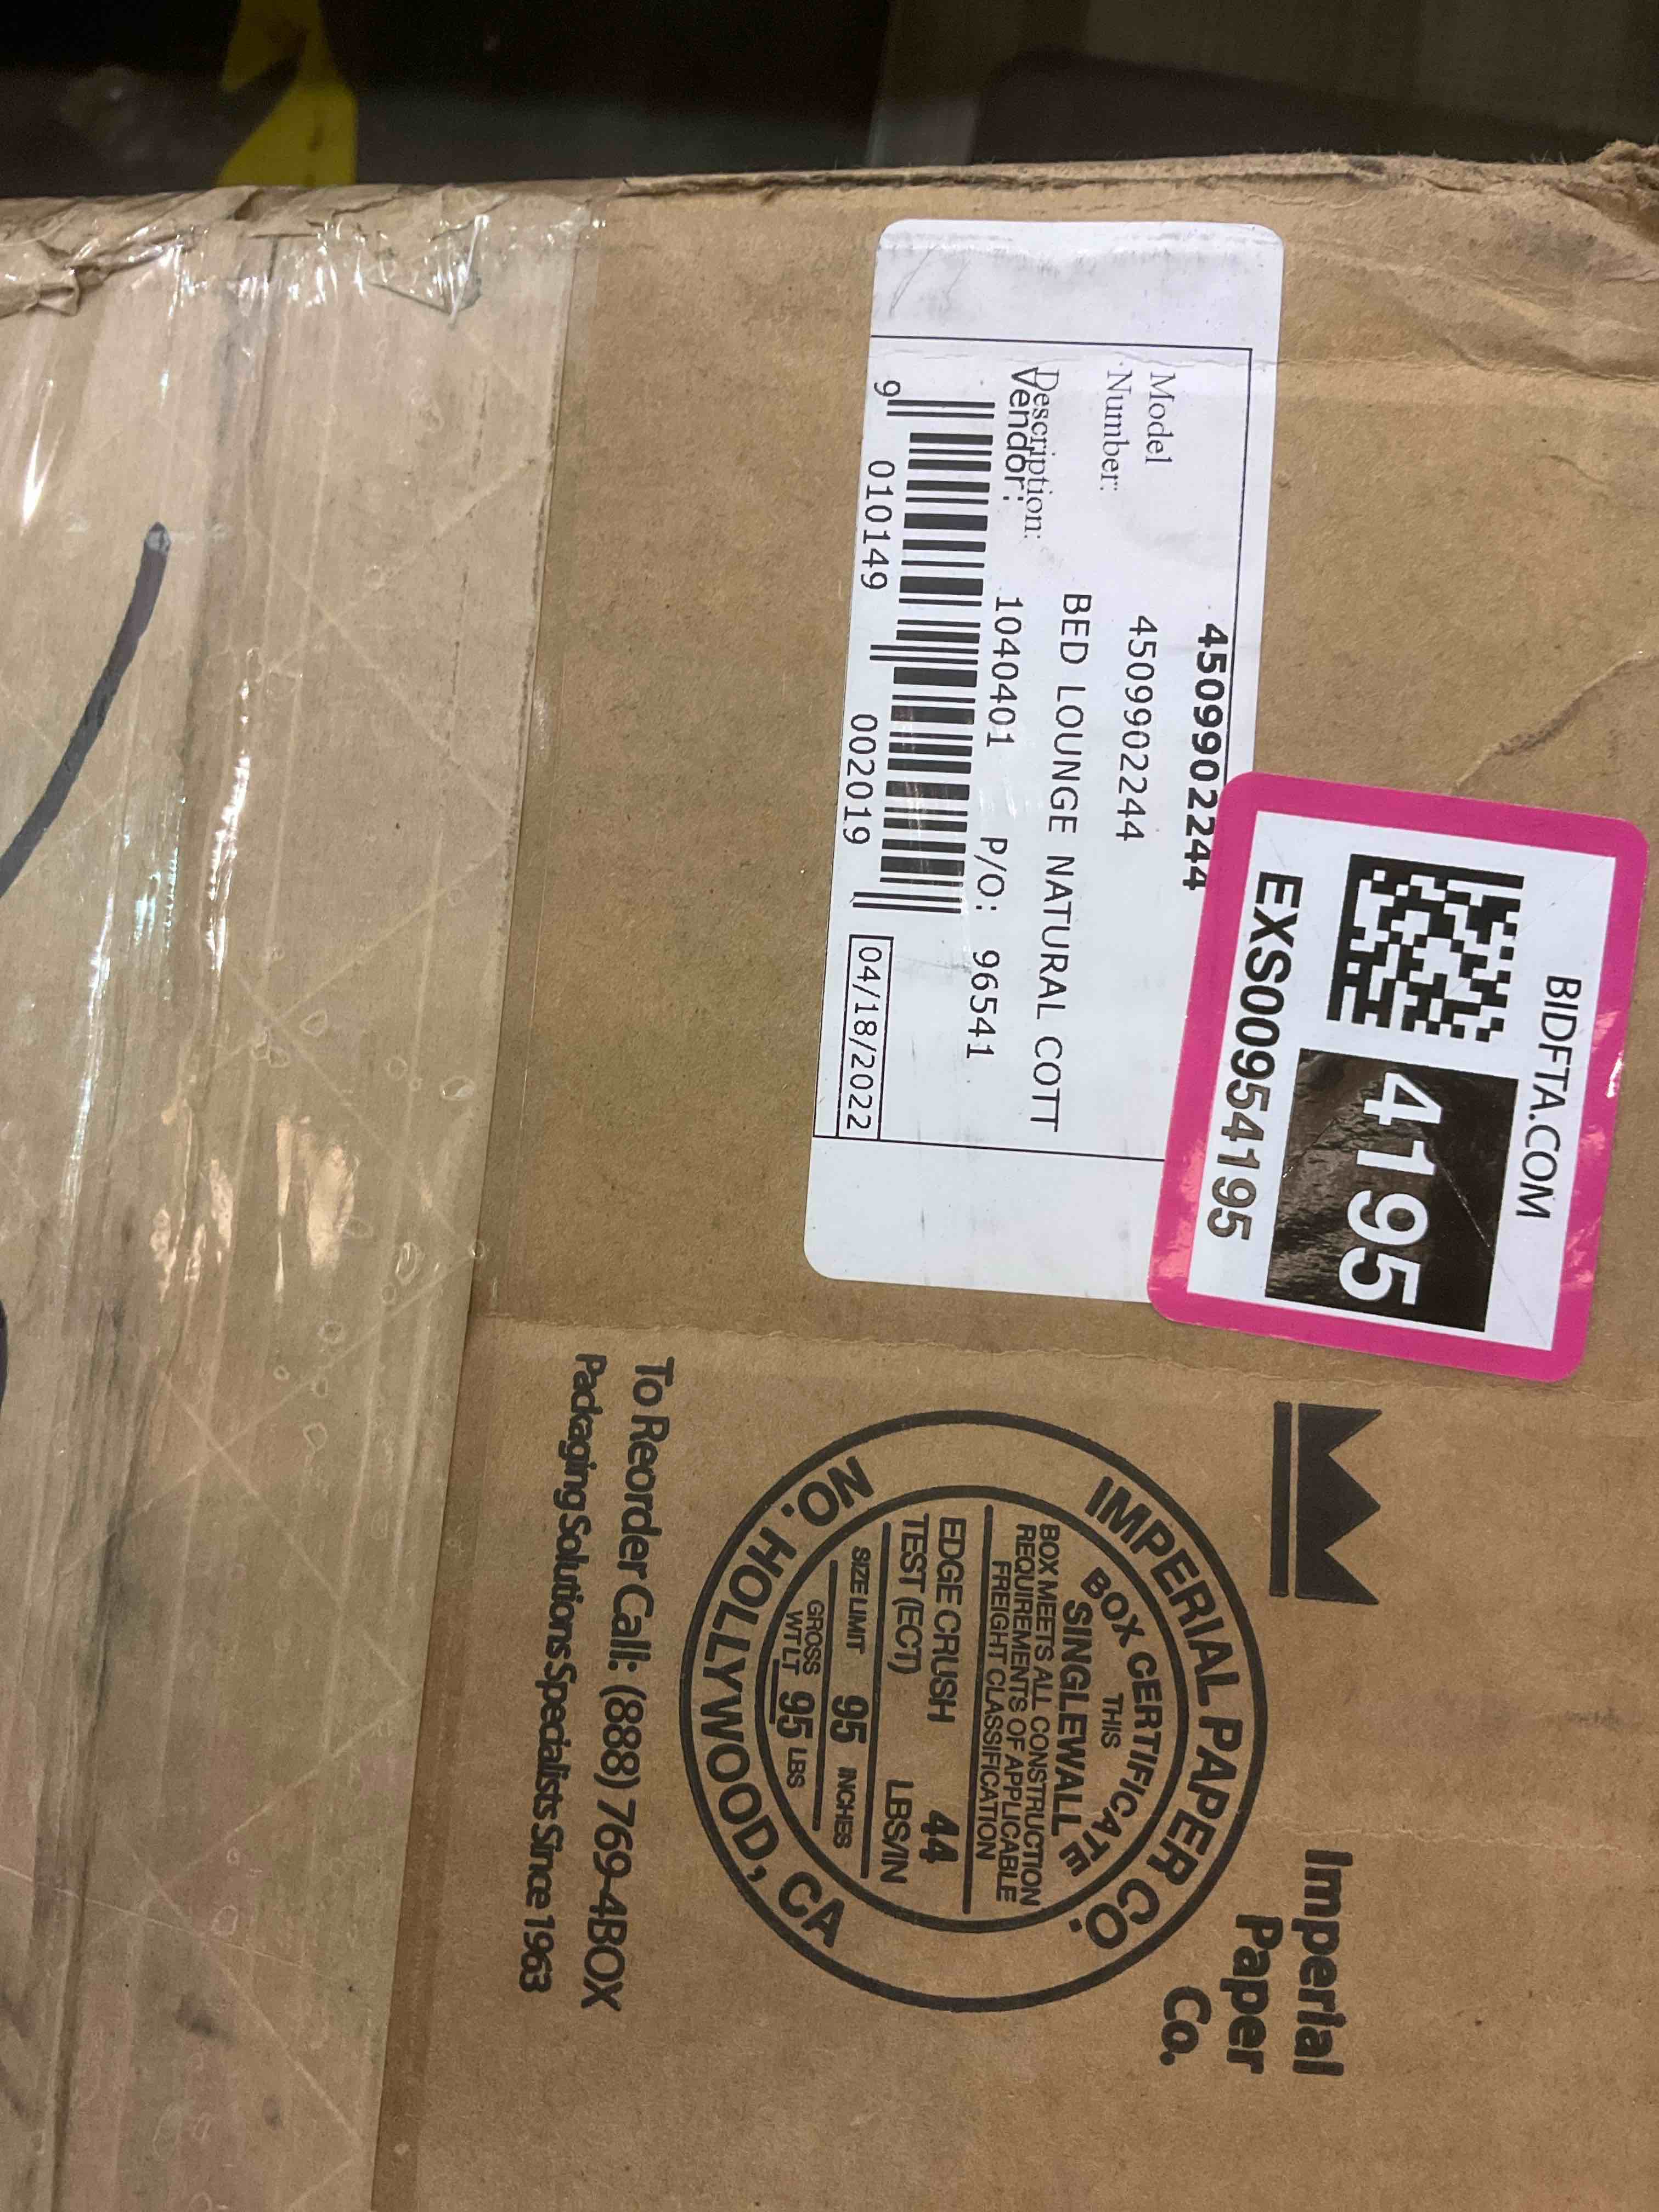 BIDFTA.COM
4195
EXS00954195
4509902244
Model
Number:
4509902244
Description:
BED LOUNGE NATURAL COTT
Vendor:
1040401 P/O: 96541
9 010149 002019
04/18/2022
Imperial
Paper
Co.
IMPERIAL PAPER CO.
BOX CERTIFICATE
THIS
SINGLEWALL
BOX MEETS ALL CONSTRUCTION
REQUIREMENTS OF APPLICABLE
FREIGHT CLASSIFICATION
EDGE CRUSH
TEST (ECT) 44 LBS/IN
SIZE LIMIT 95 INCHES
GROSS
WT LT 95 LBS
NO. HOLLYWOOD, CA
To Reorder Call: (888) 769-4BOX
Packaging Solutions Specialists Since 1963